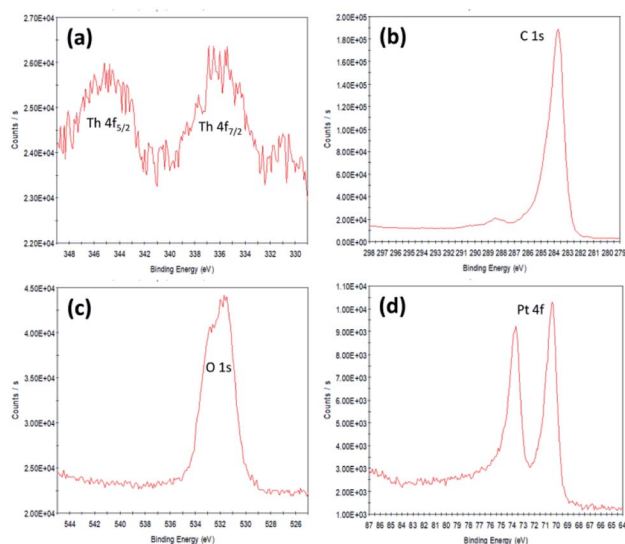 (a)
2.70E+04
2.60E+04
2.50E+04
2.40E+04
2.30E+04
2.20E+04
Counts / s
Th 4f5/2
Th 4f7/2
346 344 342 340 338 336 334 332 330
Binding Energy (eV)
(b)
C 1s
2.00E+05
1.80E+05
1.60E+05
1.40E+05
1.20E+05
1.00E+05
8.00E+04
6.00E+04
4.00E+04
2.00E+04
0.00E+00
Counts / s
298 296 294 292 290 289 287 286 285 284 282 281 280 279
Binding Energy (eV)
(c)
4.50E+04
4.00E+04
3.50E+04
3.00E+04
2.50E+04
2.00E+04
Counts / s
O 1s
544 542 540 538 536 534 532 530 528 526
Binding Energy (eV)
(d)
Pt 4f
1.10E+04
1.00E+04
9.00E+03
8.00E+03
7.00E+03
6.00E+03
5.00E+03
4.00E+03
3.00E+03
2.00E+03
1.00E+03
Counts / s
87 86 85 84 83 82 81 80 79 78 77 76 75 74 73 72 71 70 69 68 67 66 65 64
Binding Energy (eV)